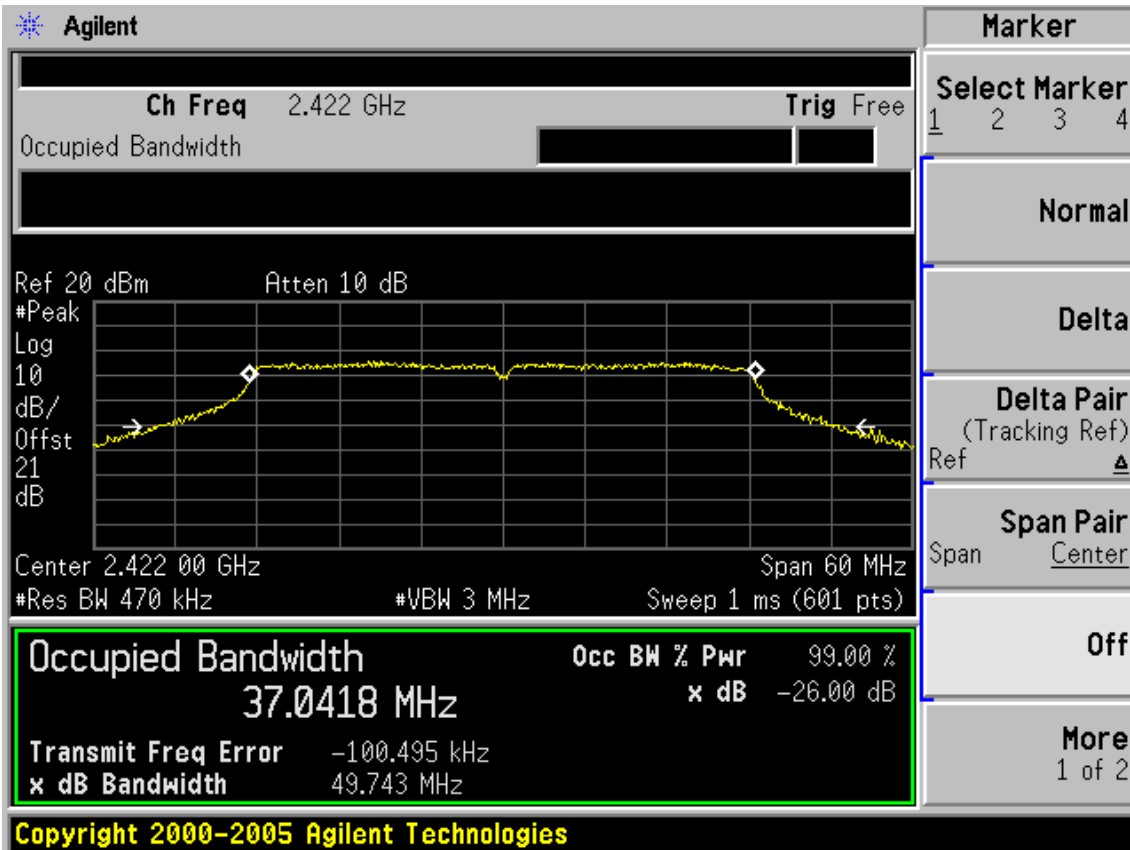 Agilent
Ch Freq 2.422 GHz Trig Free
Occupied Bandwidth
Ref 20 dBm Atten 10 dB
#Peak
Log
10
dB/
Offst
21
dB
Center 2.422 00 GHz Span 60 MHz
#Res BW 470 kHz #VBW 3 MHz Sweep 1 ms (601 pts)
Occupied Bandwidth
37.0418 MHz
Occ BW % Pwr 99.00 %
x dB -26.00 dB
Transmit Freq Error -100.495 kHz
x dB Bandwidth 49.743 MHz
Copyright 2000-2005 Agilent Technologies
Marker
Select Marker
1 2 3 4
Normal
Delta
Delta Pair
(Tracking Ref)
Ref Δ
Span Pair
Span Center
Off
More
1 of 2